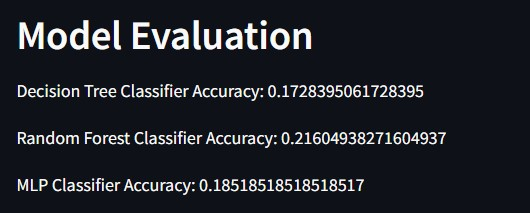 Model Evaluation
Decision Tree Classifier Accuracy: 0.1728395061728395
Random Forest Classifier Accuracy: 0.21604938271604937
MLP Classifier Accuracy: 0.18518518518518517